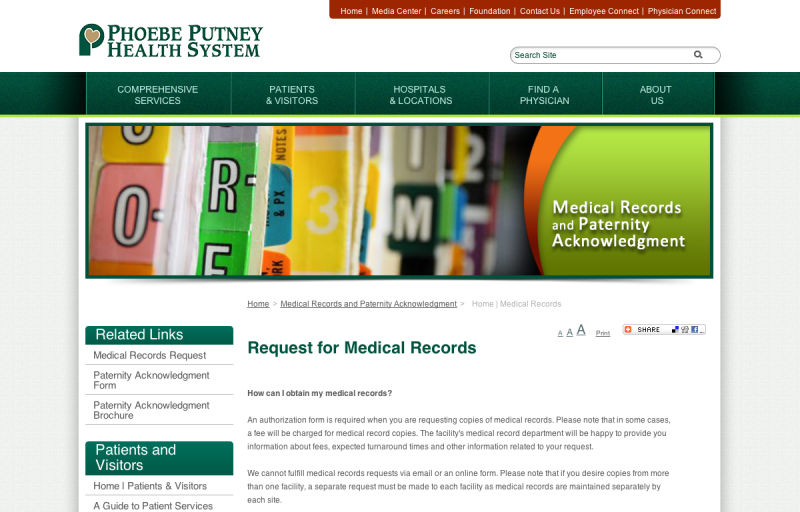 Home | Media Center | Careers | Foundation | Contact Us | Employee Connect | Physician Connect
PHOEBE PUTNEY
HEALTH SYSTEM
Search Site
COMPREHENSIVE
SERVICES
PATIENTS
& VISITORS
HOSPITALS
& LOCATIONS
FIND A
PHYSICIAN
ABOUT
US
NOTES
& PX
3
M
O
R
Medical Records
and Paternity
Acknowledgment
Home > Medical Records and Paternity Acknowledgment > Home | Medical Records
A A A Print SHARE
Related Links
Medical Records Request
Paternity Acknowledgment
Form
Paternity Acknowledgment
Brochure
Patients and
Visitors
Home | Patients & Visitors
A Guide to Patient Services
Request for Medical Records
How can I obtain my medical records?
An authorization form is required when you are requesting copies of medical records. Please note that in some cases,
a fee will be charged for medical record copies. The facility's medical record department will be happy to provide you
information about fees, expected turnaround times and other information related to your request.
We cannot fulfill medical records requests via email or an online form. Please note that if you desire copies from more
than one facility, a separate request must be made to each facility as medical records are maintained separately by
each site.